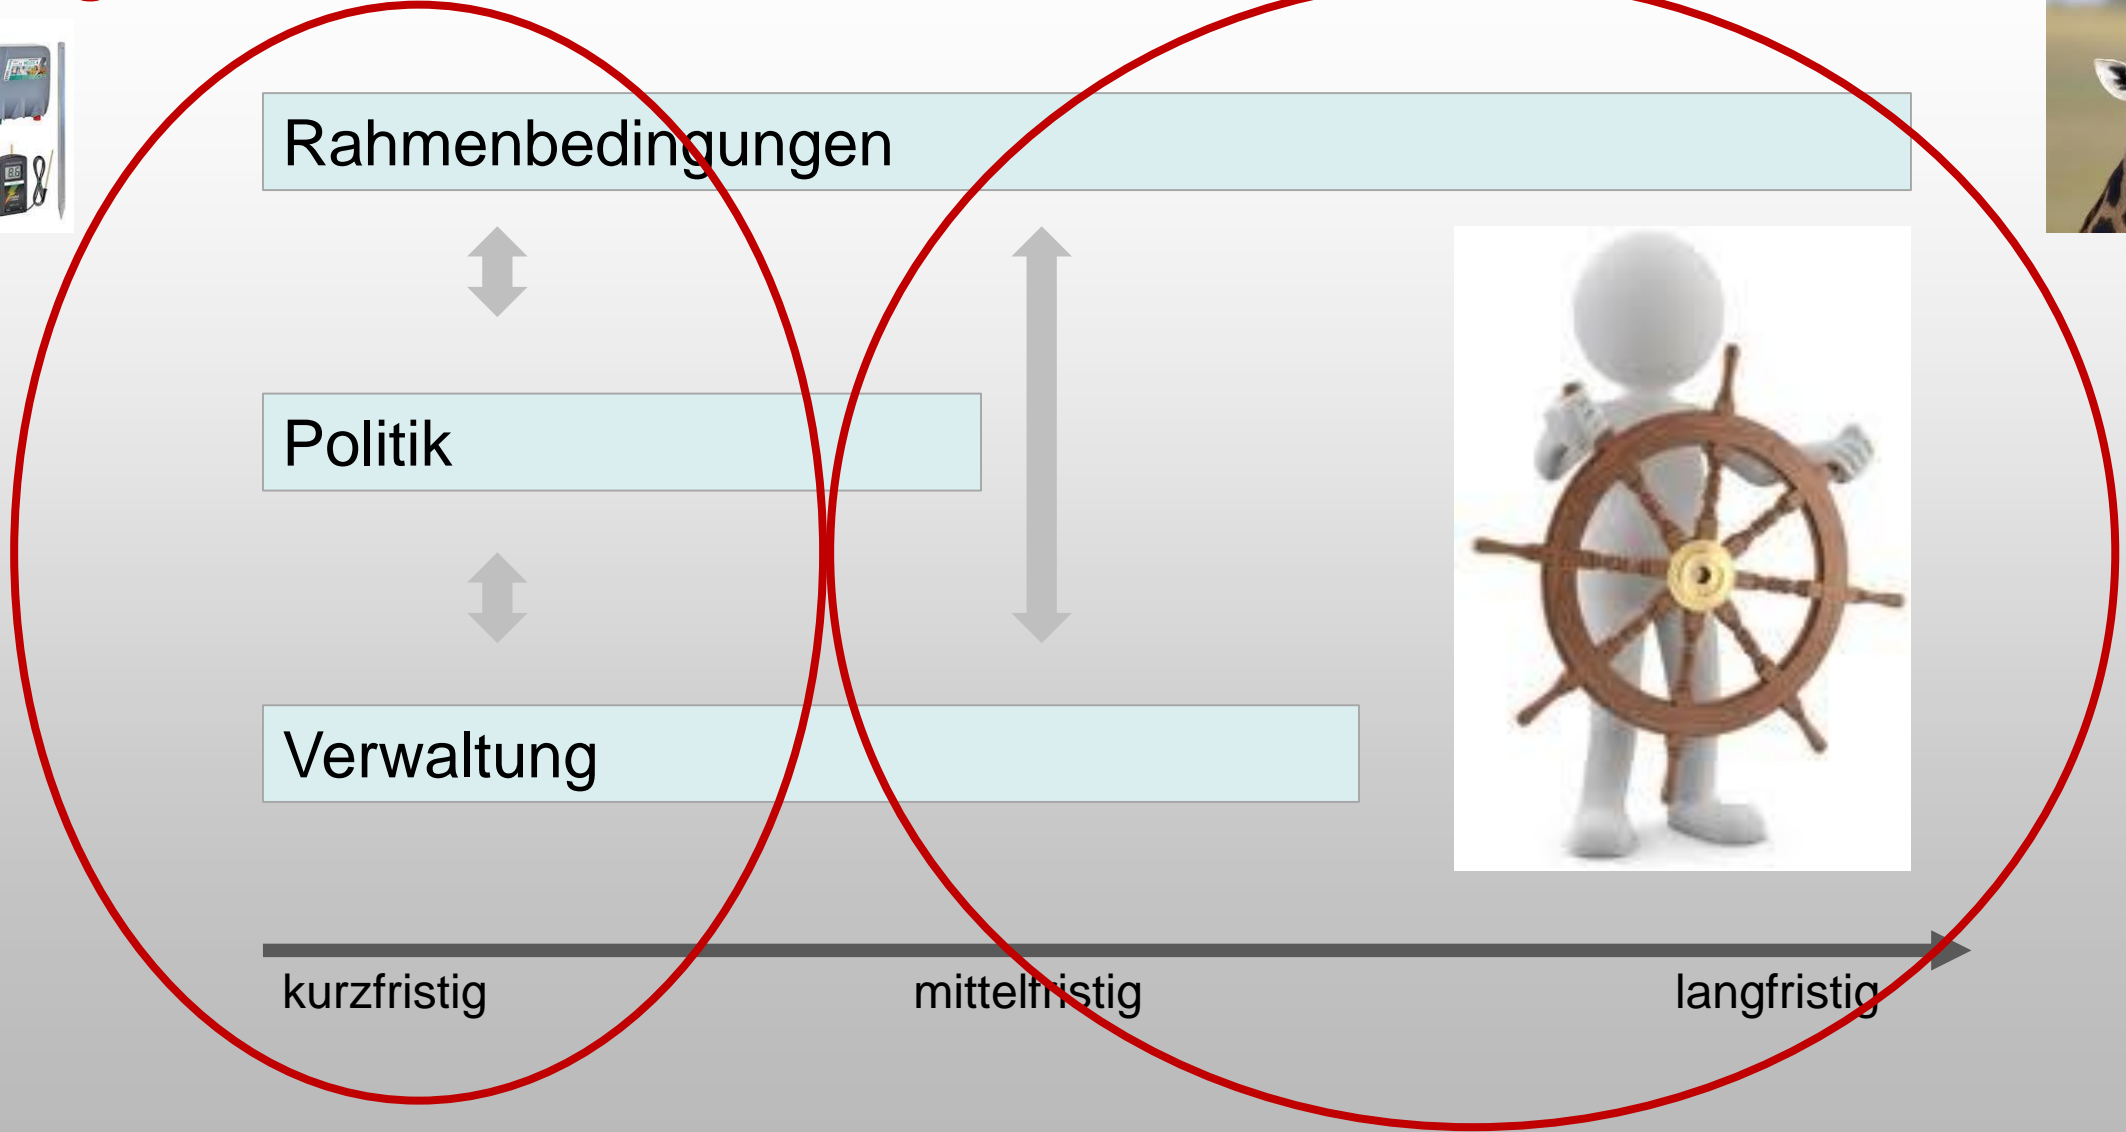 Rahmenbedingungen
Politik
Verwaltung
kurzfristig
mittelfristig
langfristig